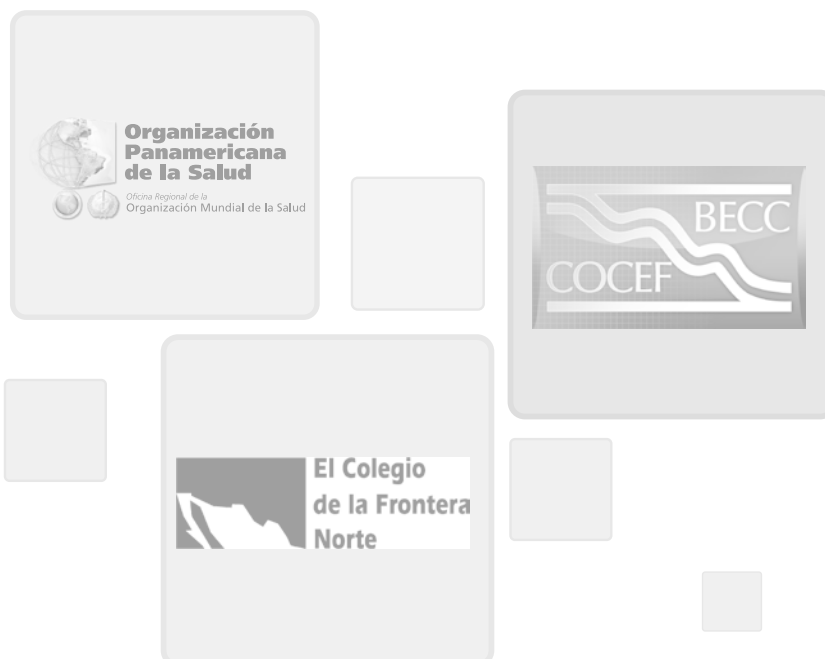 Organización
Panamericana
de la Salud
Oficina Regional de la
Organización Mundial de la Salud
BECC
COCEF
El Colegio
de la Frontera
Norte